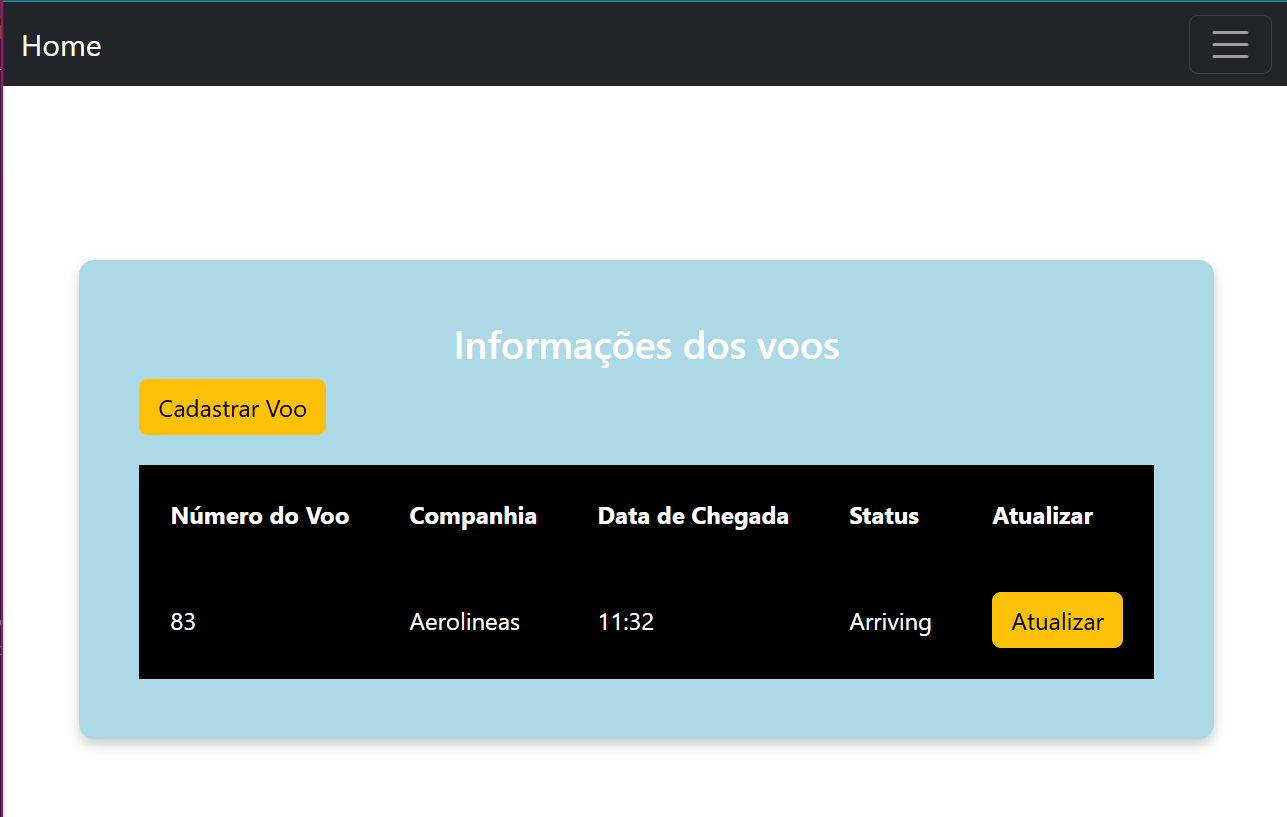 Home
Informações dos voos
Cadastrar Voo
Número do Voo Companhia Data de Chegada Status Atualizar
83 Aerolineas 11:32 Arriving Atualizar